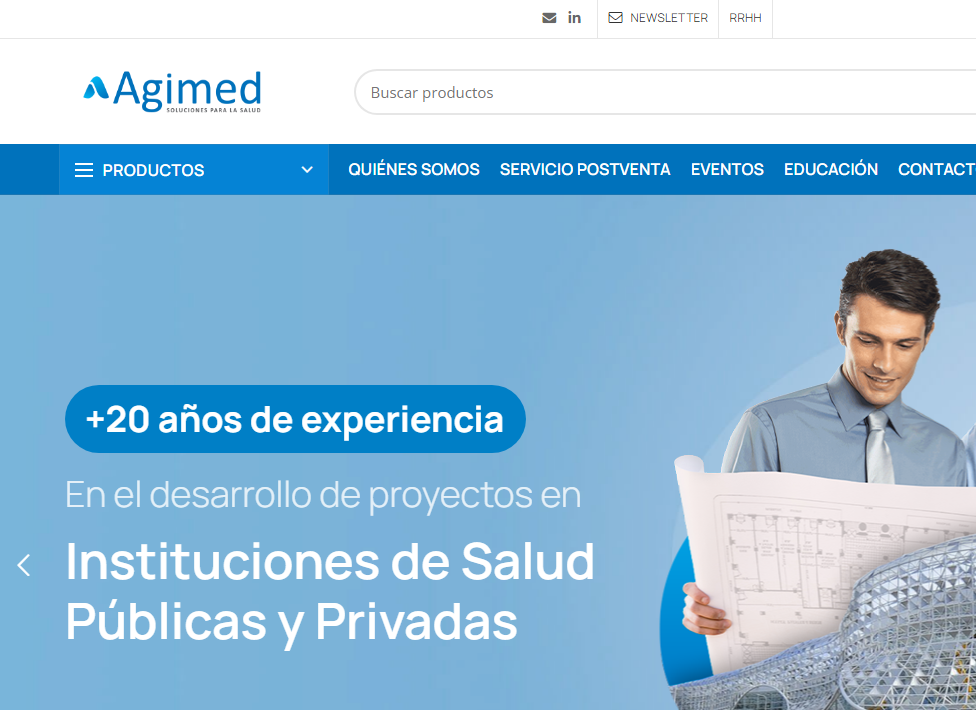 NEWSLETTER
RRHH
Agimed
SOLUCIONES PARA LA SALUD
Buscar productos
PRODUCTOS
QUIÉNES SOMOS
SERVICIO POSTVENTA
EVENTOS
EDUCACIÓN
CONTACT
+20 años de experiencia
En el desarrollo de proyectos en
Instituciones de Salud
Públicas y Privadas